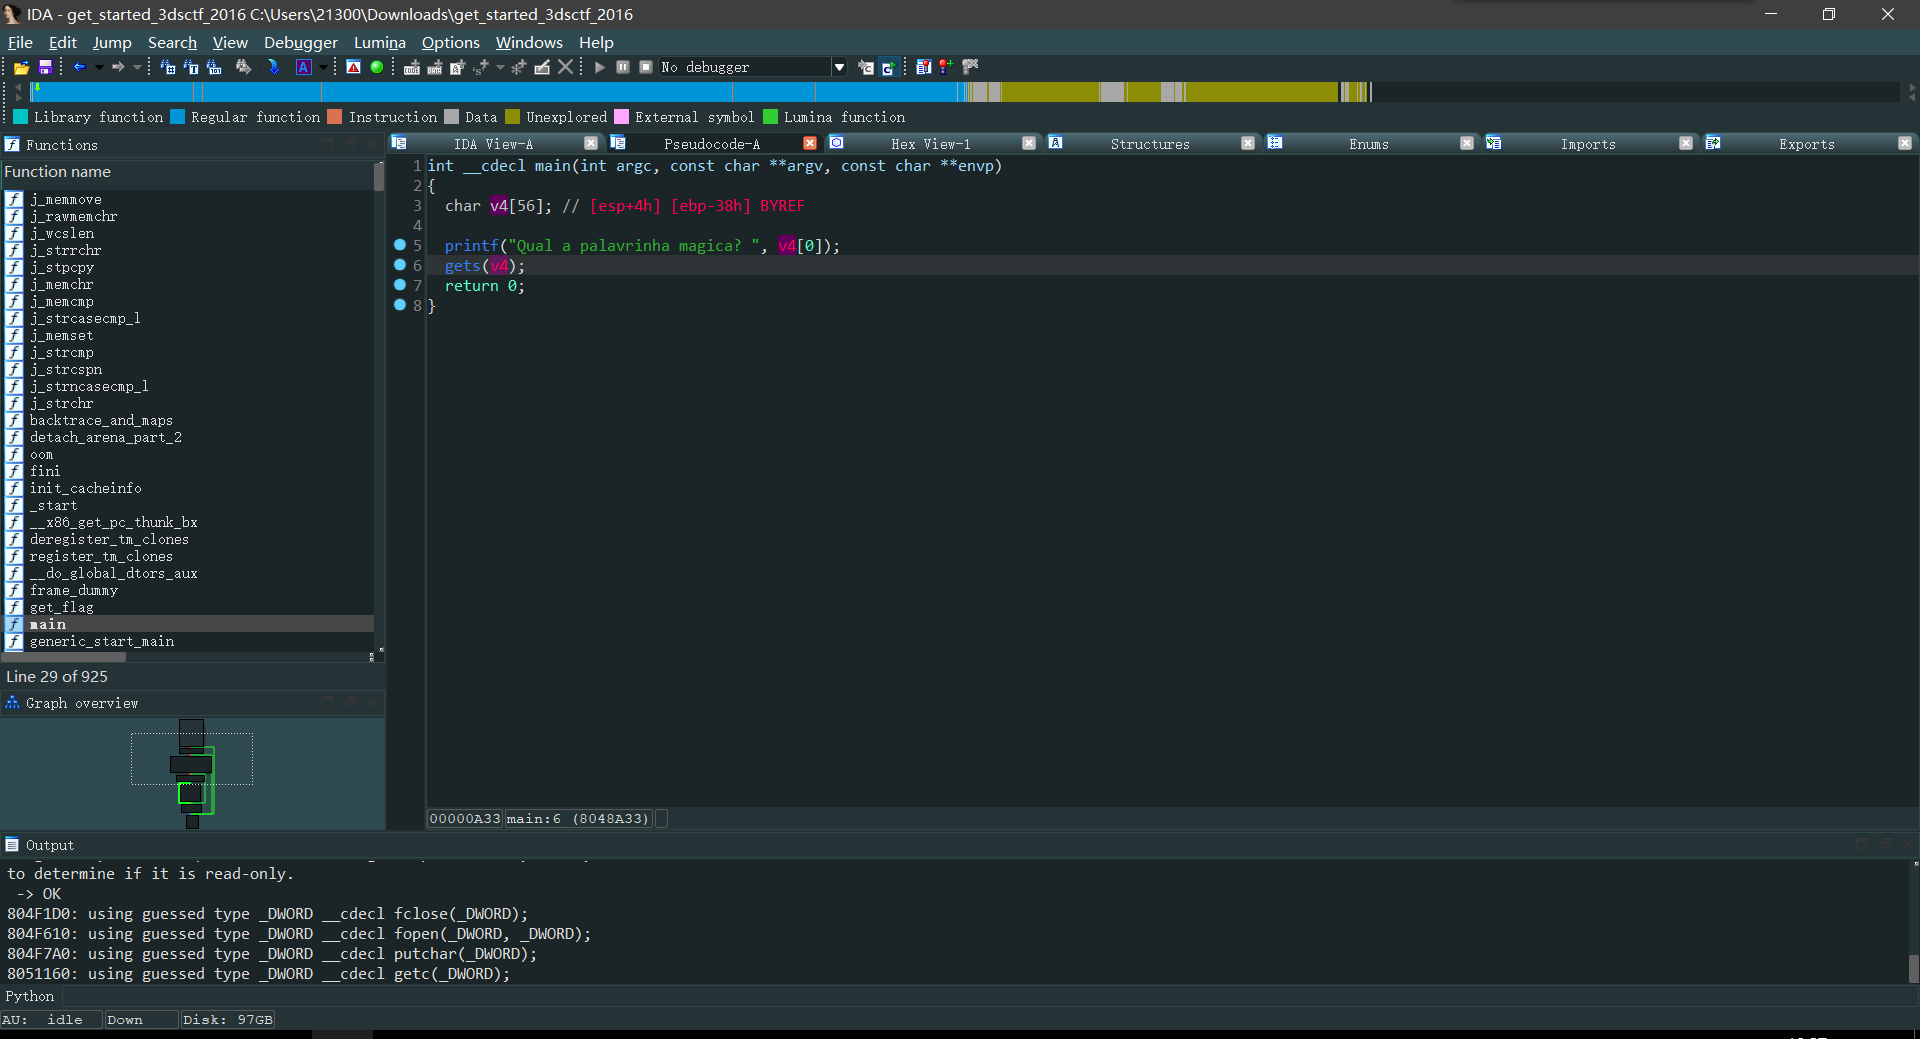 IDA - get_started_3dsctf_2016 C:\Users\21300\Downloads\get_started_3dsctf_2016
File Edit Jump Search View Debugger Lumina Options Windows Help
No debugger
Library function Regular function Instruction Data Unexplored External symbol Lumina function
Functions
IDA View-A Pseudocode-A Hex View-1 Structures Enums Imports Exports
Function name
j_memmove
j_rawmemchr
j_wcslen
j_strrchr
j_stpcpy
j_memchr
j_memcmp
j_strcasecmp_l
j_memset
j_strcmp
j_strcspn
j_strncasecmp_l
j_strchr
backtrace_and_maps
detach_arena_part_2
oom
fini
init_cacheinfo
_start
__x86_get_pc_thunk_bx
deregister_tm_clones
register_tm_clones
__do_global_dtors_aux
frame_dummy
get_flag
main
generic_start_main
Line 29 of 925
Graph overview
1 int __cdecl main(int argc, const char **argv, const char **envp)
2 {
3 char v4[56]; // [esp+4h] [ebp-38h] BYREF
4
5 printf("Qual a palavrinha magica? ", v4[0]);
6 gets(v4);
7 return 0;
8 }
00000A33 main:6 (8048A33)
Output
to determine if it is read-only.
-> OK
804F1D0: using guessed type _DWORD __cdecl fclose(_DWORD);
804F610: using guessed type _DWORD __cdecl fopen(_DWORD, _DWORD);
804F7A0: using guessed type _DWORD __cdecl putchar(_DWORD);
8051160: using guessed type _DWORD __cdecl getc(_DWORD);
Python
AU: idle Down Disk: 97GB